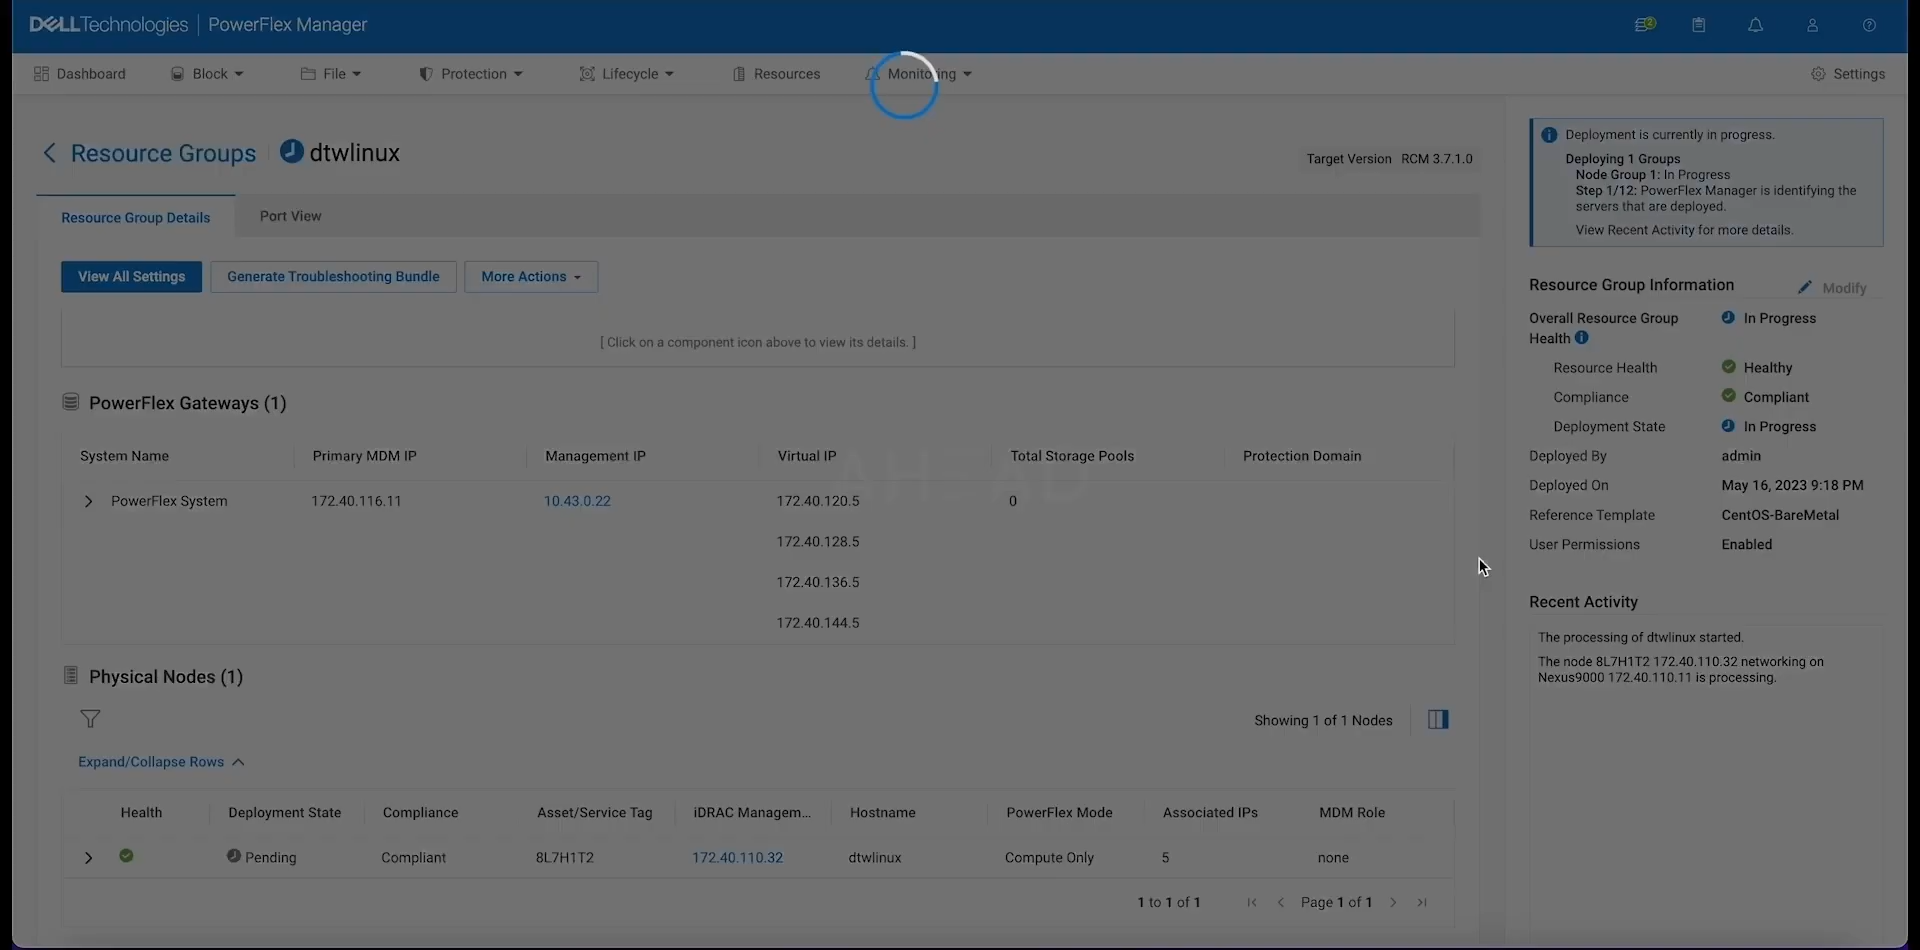 DELLTechnologies | PowerFlex Manager
2
Dashboard Block File Protection Lifecycle Resources Monitoring Settings
Resource Groups dtwlinux
Target Version RCM 3.7.1.0
Resource Group Details Port View
View All Settings Generate Troubleshooting Bundle More Actions
[ Click on a component icon above to view its details. ]
PowerFlex Gateways (1)
System Name Primary MDM IP Management IP Virtual IP Total Storage Pools Protection Domain
PowerFlex System 172.40.116.11 10.43.0.22 172.40.120.5 0
172.40.128.5
172.40.136.5
172.40.144.5
AHEAD
Physical Nodes (1)
Showing 1 of 1 Nodes
Expand/Collapse Rows
Health Deployment State Compliance Asset/Service Tag iDRAC Managem... Hostname PowerFlex Mode Associated IPs MDM Role
Pending Compliant 8L7H1T2 172.40.110.32 dtwlinux Compute Only 5 none
1 to 1 of 1 Page 1 of 1
Deployment is currently in progress.
Deploying 1 Groups
Node Group 1: In Progress
Step 1/12: PowerFlex Manager is identifying the
servers that are deployed.
View Recent Activity for more details.
Resource Group Information Modify
Overall Resource Group In Progress
Health
Resource Health Healthy
Compliance Compliant
Deployment State In Progress
Deployed By admin
Deployed On May 16, 2023 9:18 PM
Reference Template CentOS-BareMetal
User Permissions Enabled
Recent Activity
The processing of dtwlinux started.
The node 8L7H1T2 172.40.110.32 networking on
Nexus9000 172.40.110.11 is processing.